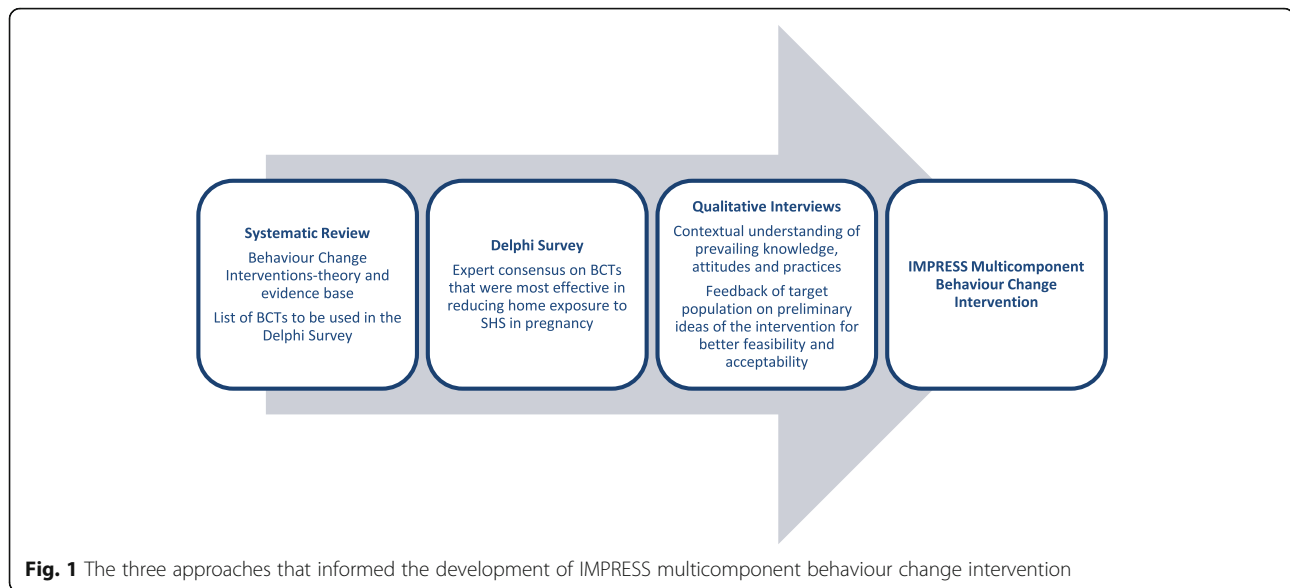 Systematic Review
Behaviour Change
Interventions-theory and
evidence base
List of BCTs to be used in the
Delphi Survey
Delphi Survey
Expert consensus on BCTs
that were most effective in
reducing home exposure to
SHS in pregnancy
Qualitative Interviews
Contextual understanding of
prevailing knowledge,
attitudes and practices
Feedback of target
population on preliminary
ideas of the intervention for
better feasibility and
acceptability
IMPRESS Multicomponent
Behaviour Change
Intervention
Fig. 1 The three approaches that informed the development of IMPRESS multicomponent behaviour change intervention